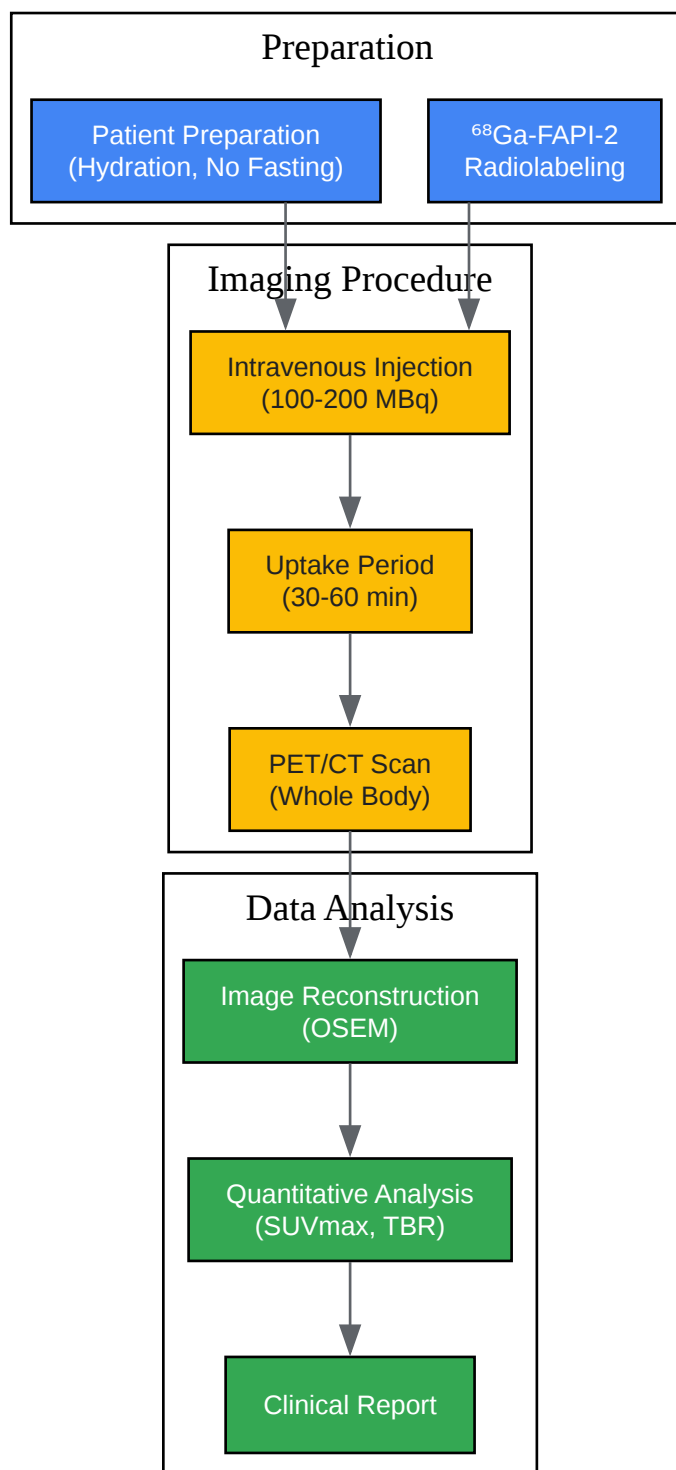 Preparation
Patient Preparation
(Hydration, No Fasting)
⁶⁸Ga-FAPI-2
Radiolabeling
Imaging Procedure
Intravenous Injection
(100-200 MBq)
Uptake Period
(30-60 min)
PET/CT Scan
(Whole Body)
Data Analysis
Image Reconstruction
(OSEM)
Quantitative Analysis
(SUVmax, TBR)
Clinical Report